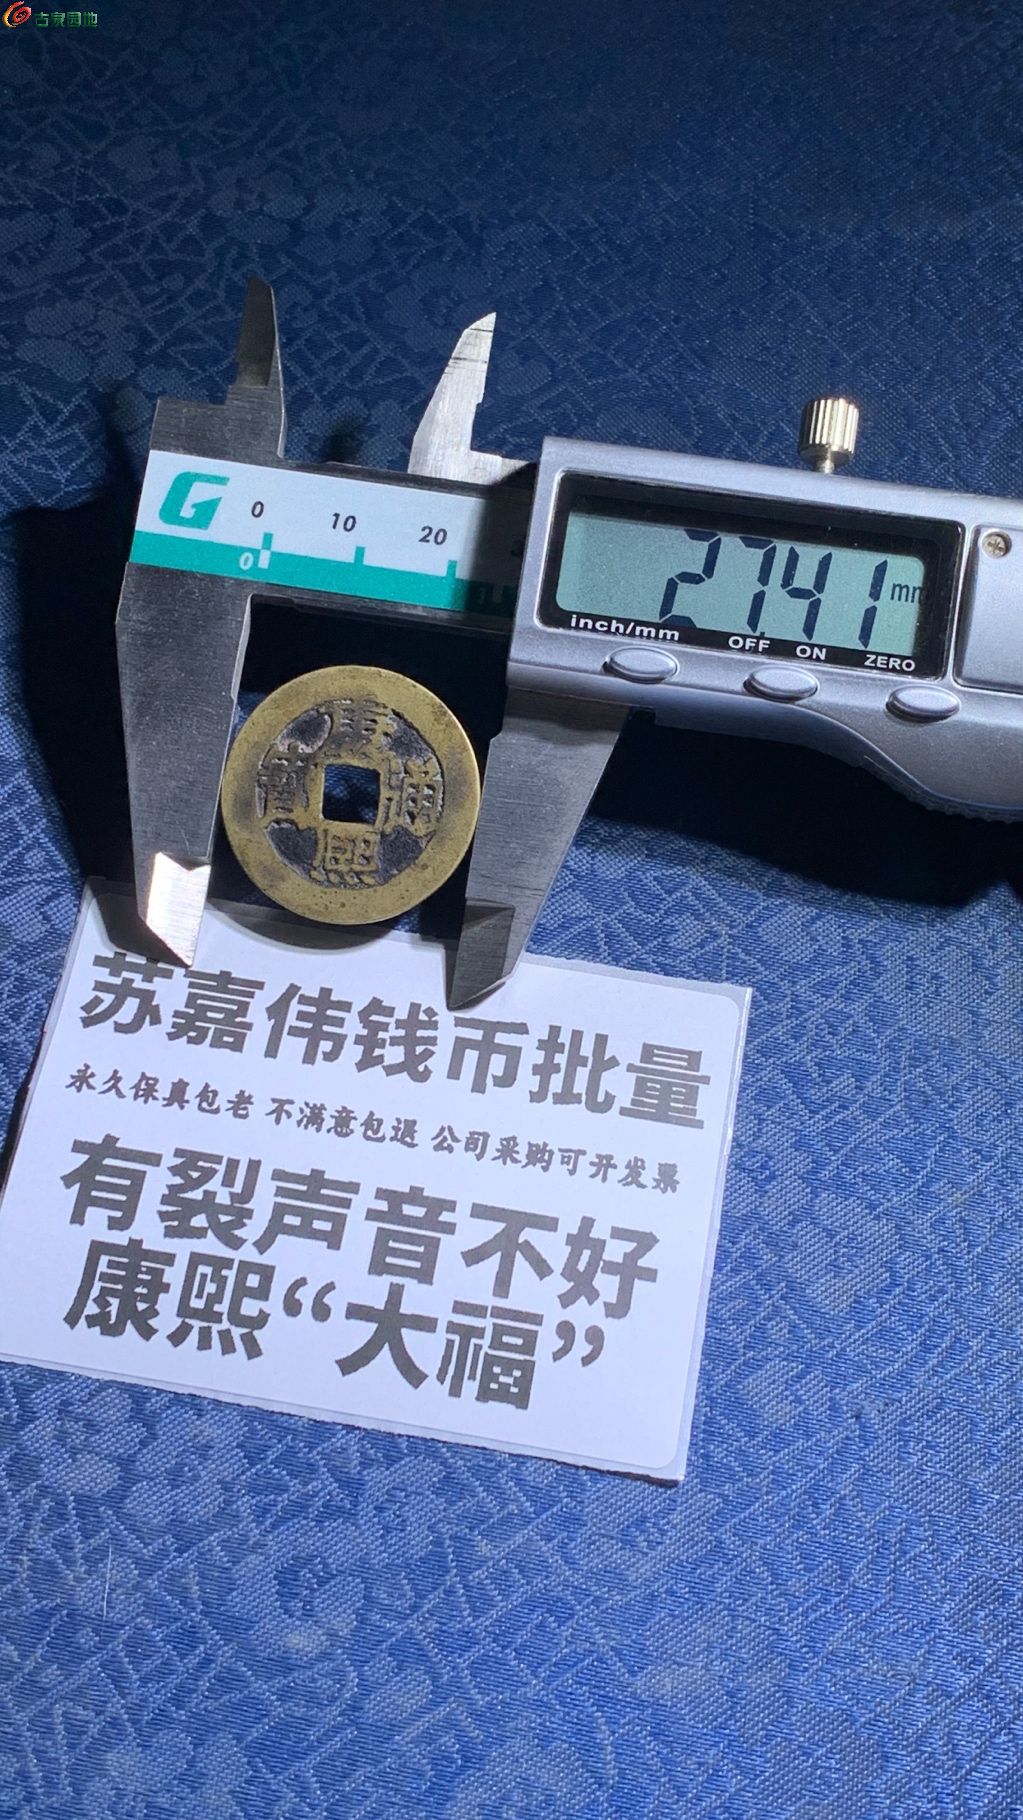 古泉园地
G 0 10 20
0
27.41 mm
inch/mm OFF ON ZERO
康熙通寶
苏嘉伟钱币批量
永久保真包老 不满意包退 公司采购可开发票
有裂声音不好
康熙“大福”